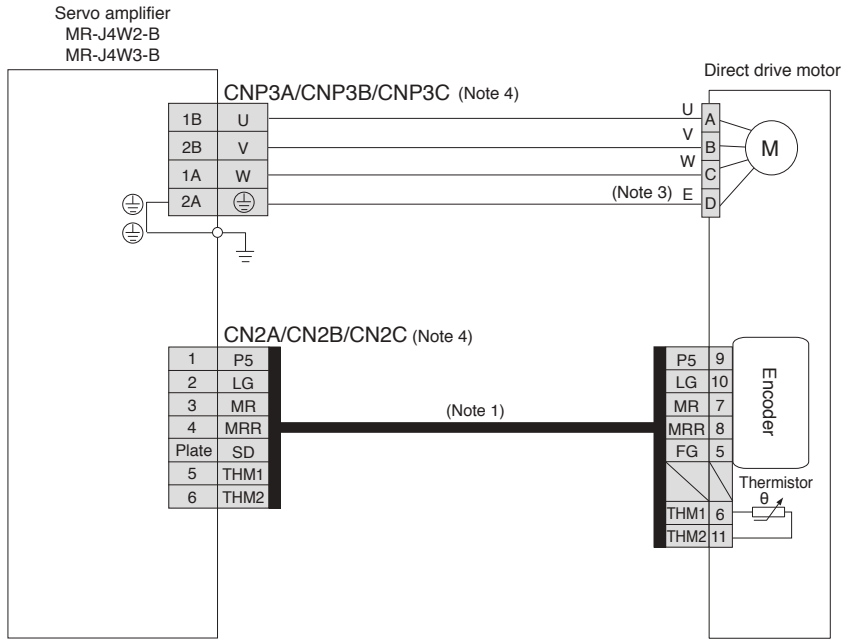 Servo amplifier
MR-J4W2-B
MR-J4W3-B
Direct drive motor
CNP3A/CNP3B/CNP3C (Note 4)
1B U U A
2B V V B M
1A W W C
2A (Note 3) E D
CN2A/CN2B/CN2C (Note 4)
1 P5 P5 9
2 LG LG 10
3 MR (Note 1) MR 7
4 MRR MRR 8
Plate SD FG 5
Encoder
5 THM1
6 THM2
Thermistor
θ
THM1 6
THM2 11